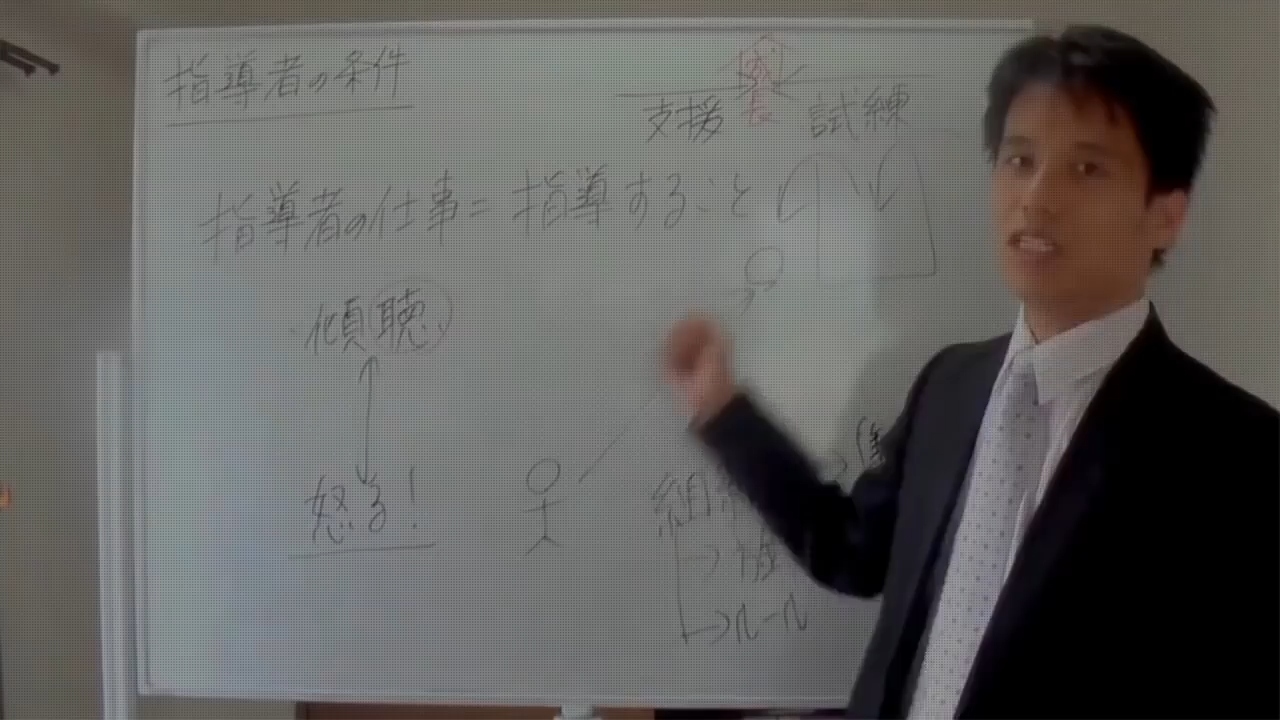 指導者の条件
支援 試練
指導者の仕事=指導すること
傾聴
怒る!
組
→ルール